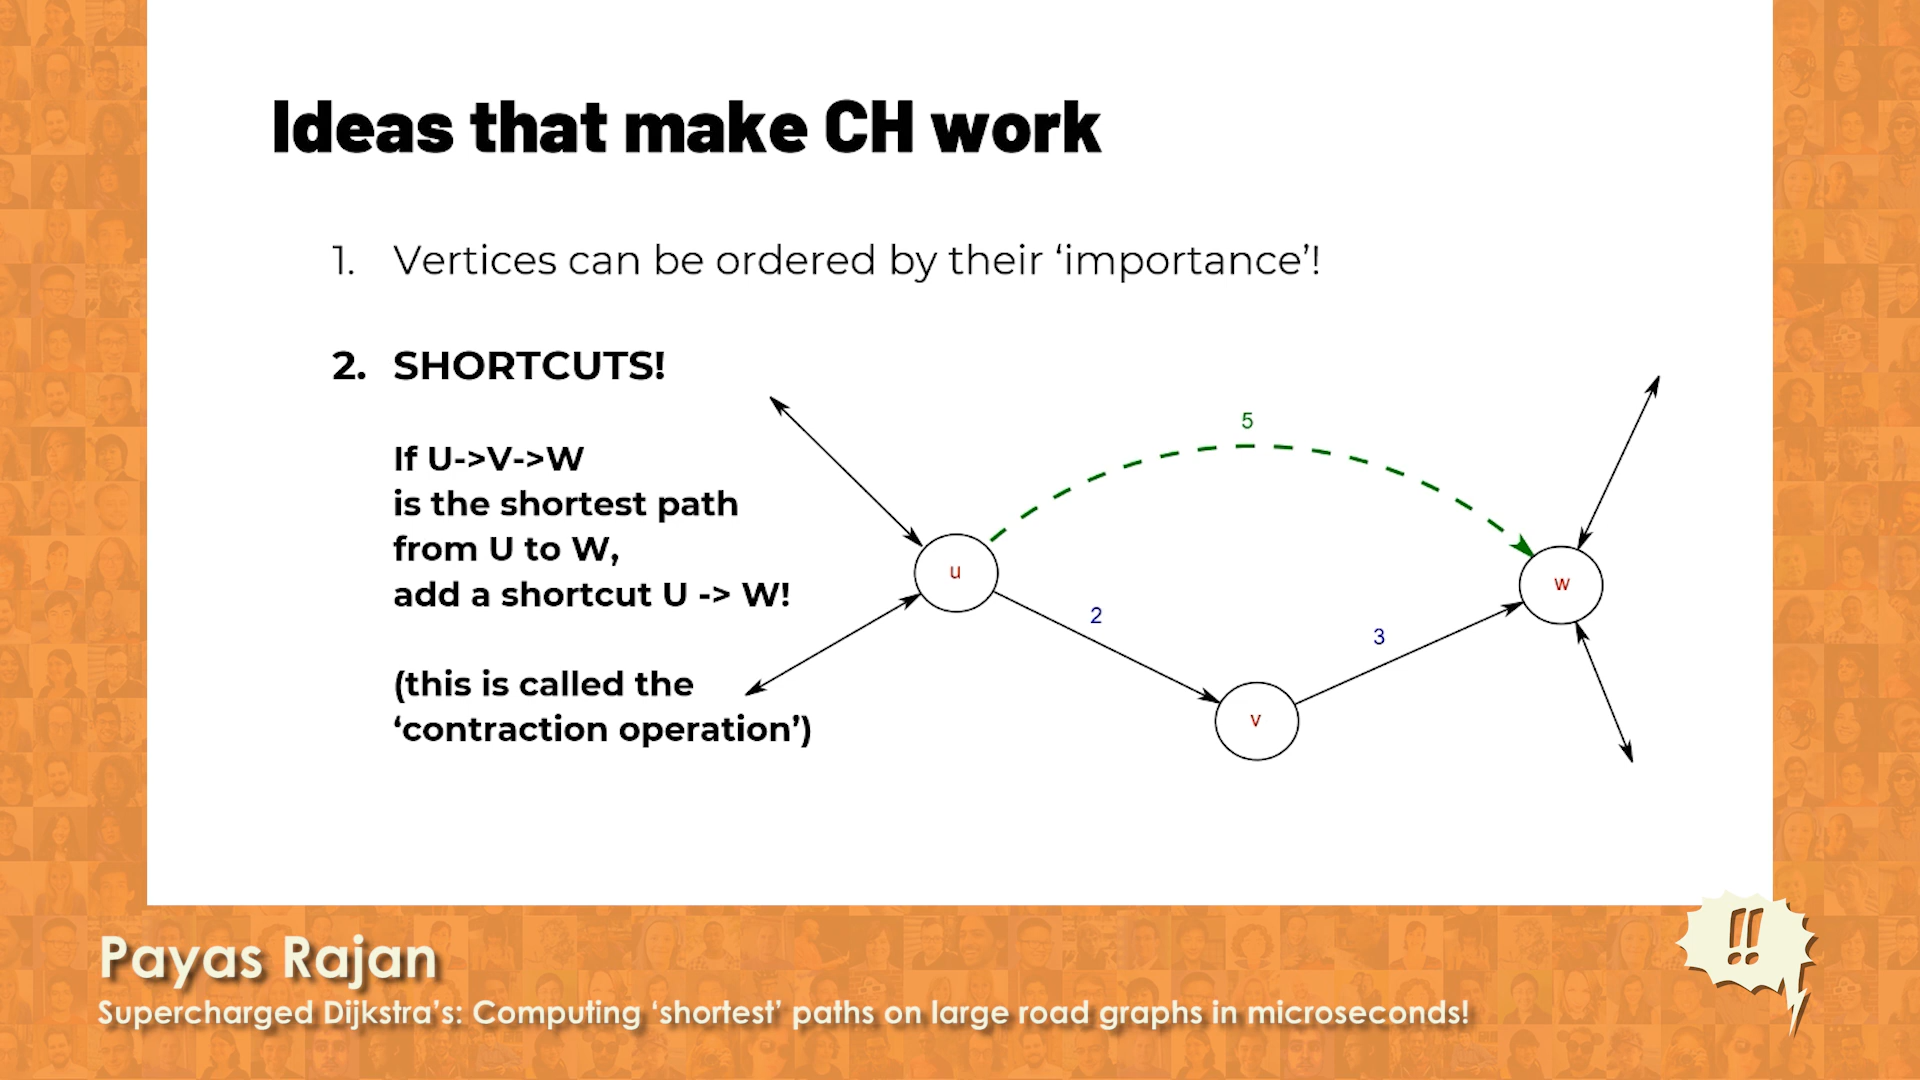 Ideas that make CH work
1. Vertices can be ordered by their ‘importance’!
2. SHORTCUTS!
If U->V->W
is the shortest path
from U to W,
add a shortcut U -> W!
(this is called the
‘contraction operation’)
5
u
2
3
w
v
!!
Payas Rajan
Supercharged Dijkstra’s: Computing ‘shortest’ paths on large road graphs in microseconds!